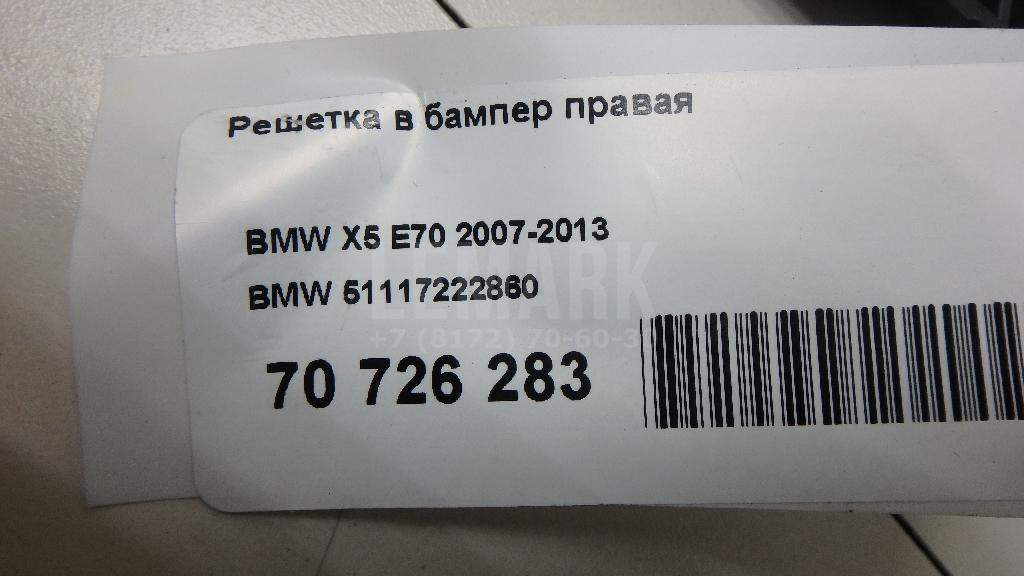 Решетка в бампер правая
BMW X5 E70 2007-2013
BMW 51117222860
LEMARK
+7 (8172) 70-60-3
70 726 283